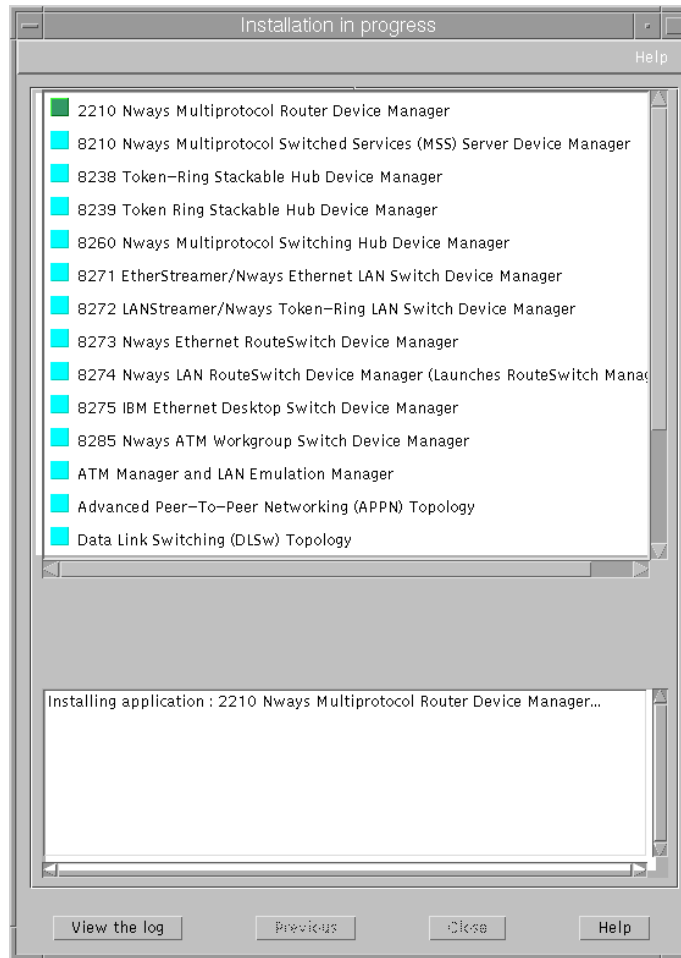 Installation in progress
Help
2210 Nways Multiprotocol Router Device Manager
8210 Nways Multiprotocol Switched Services (MSS) Server Device Manager
8238 Token-Ring Stackable Hub Device Manager
8239 Token Ring Stackable Hub Device Manager
8260 Nways Multiprotocol Switching Hub Device Manager
8271 EtherStreamer/Nways Ethernet LAN Switch Device Manager
8272 LANStreamer/Nways Token-Ring LAN Switch Device Manager
8273 Nways Ethernet RouteSwitch Device Manager
8274 Nways LAN RouteSwitch Device Manager (Launches RouteSwitch Mana
8275 IBM Ethernet Desktop Switch Device Manager
8285 Nways ATM Workgroup Switch Device Manager
ATM Manager and LAN Emulation Manager
Advanced Peer-To-Peer Networking (APPN) Topology
Data Link Switching (DLSw) Topology
Installing application : 2210 Nways Multiprotocol Router Device Manager...
View the log
Previous
Close
Help